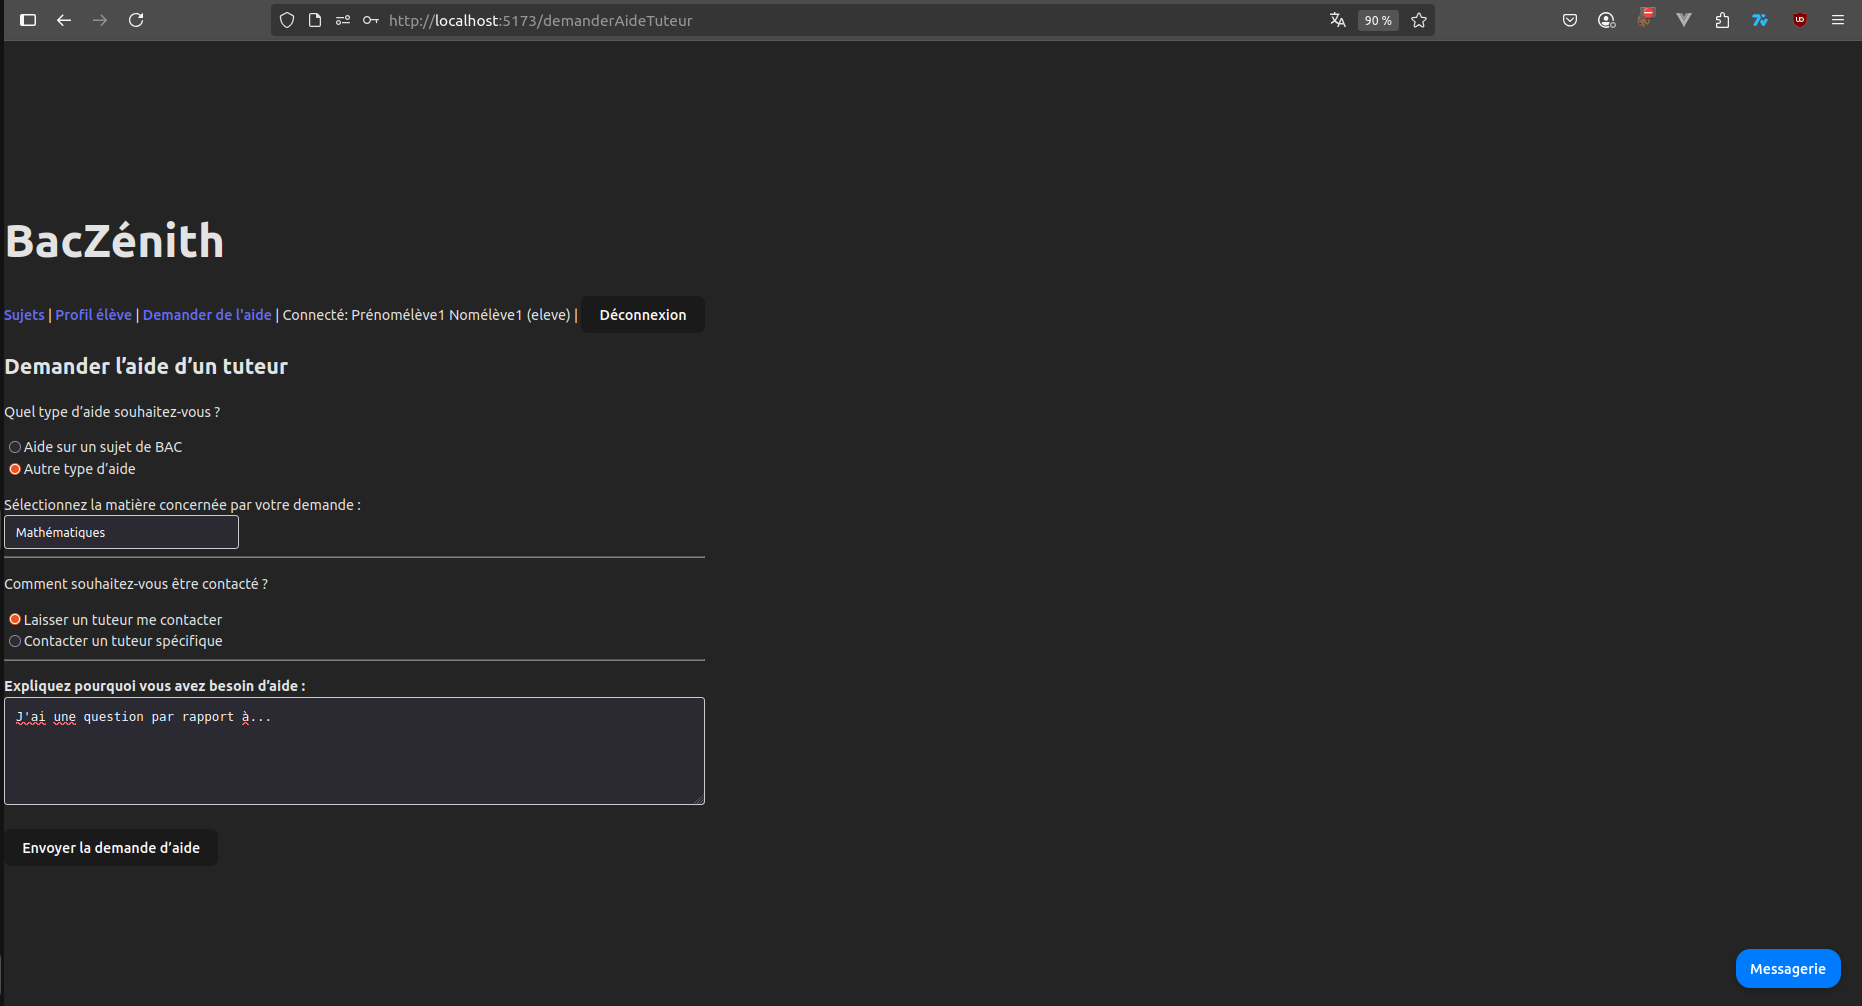 http://localhost:5173/demanderAideTuteur
90 %
BacZénith
Sujets | Profil élève | Demander de l'aide | Connecté: Prénomélève1 Nomélève1 (eleve) | Déconnexion
Demander l’aide d’un tuteur
Quel type d’aide souhaitez-vous ?
Aide sur un sujet de BAC
Autre type d’aide
Sélectionnez la matière concernée par votre demande :
Mathématiques
Comment souhaitez-vous être contacté ?
Laisser un tuteur me contacter
Contacter un tuteur spécifique
Expliquez pourquoi vous avez besoin d’aide :
J'ai une question par rapport à...
Envoyer la demande d’aide
Messagerie